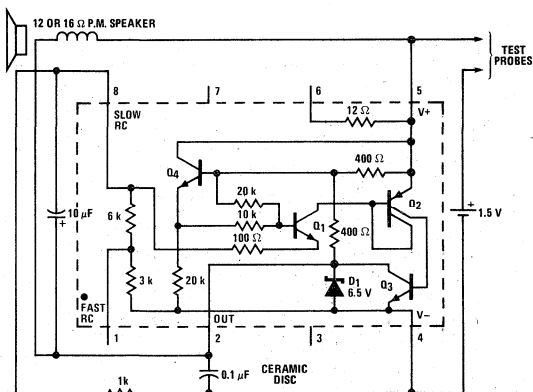 12 OR 16 Ω P.M. SPEAKER
TEST
PROBES
8
7
6
5
SLOW
RC
12 Ω
V+
400 Ω
Q4
20 k
10 k
Q2
10 µF
+
6 k
100 Ω
Q1
400 Ω
+
1.5 V
3 k
20 k
D1
6.5 V
Q3
FAST
RC
OUT
V−
1
2
3
4
0.1 µF
CERAMIC
DISC
1k